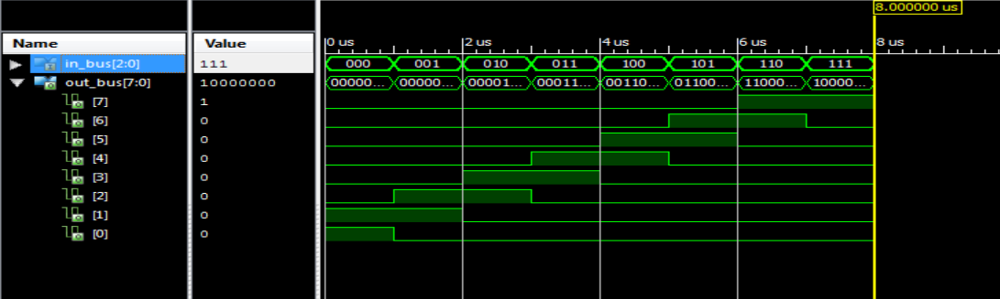 8.000000 us
Name Value 0 us 2 us 4 us 6 us 8 us
in_bus[2:0] 111 000 001 010 011 100 101 110 111
out_bus[7:0] 10000000 00000... 00000... 00001... 00011... 00110... 01100... 11000... 10000...
[7] 1
[6] 0
[5] 0
[4] 0
[3] 0
[2] 0
[1] 0
[0] 0